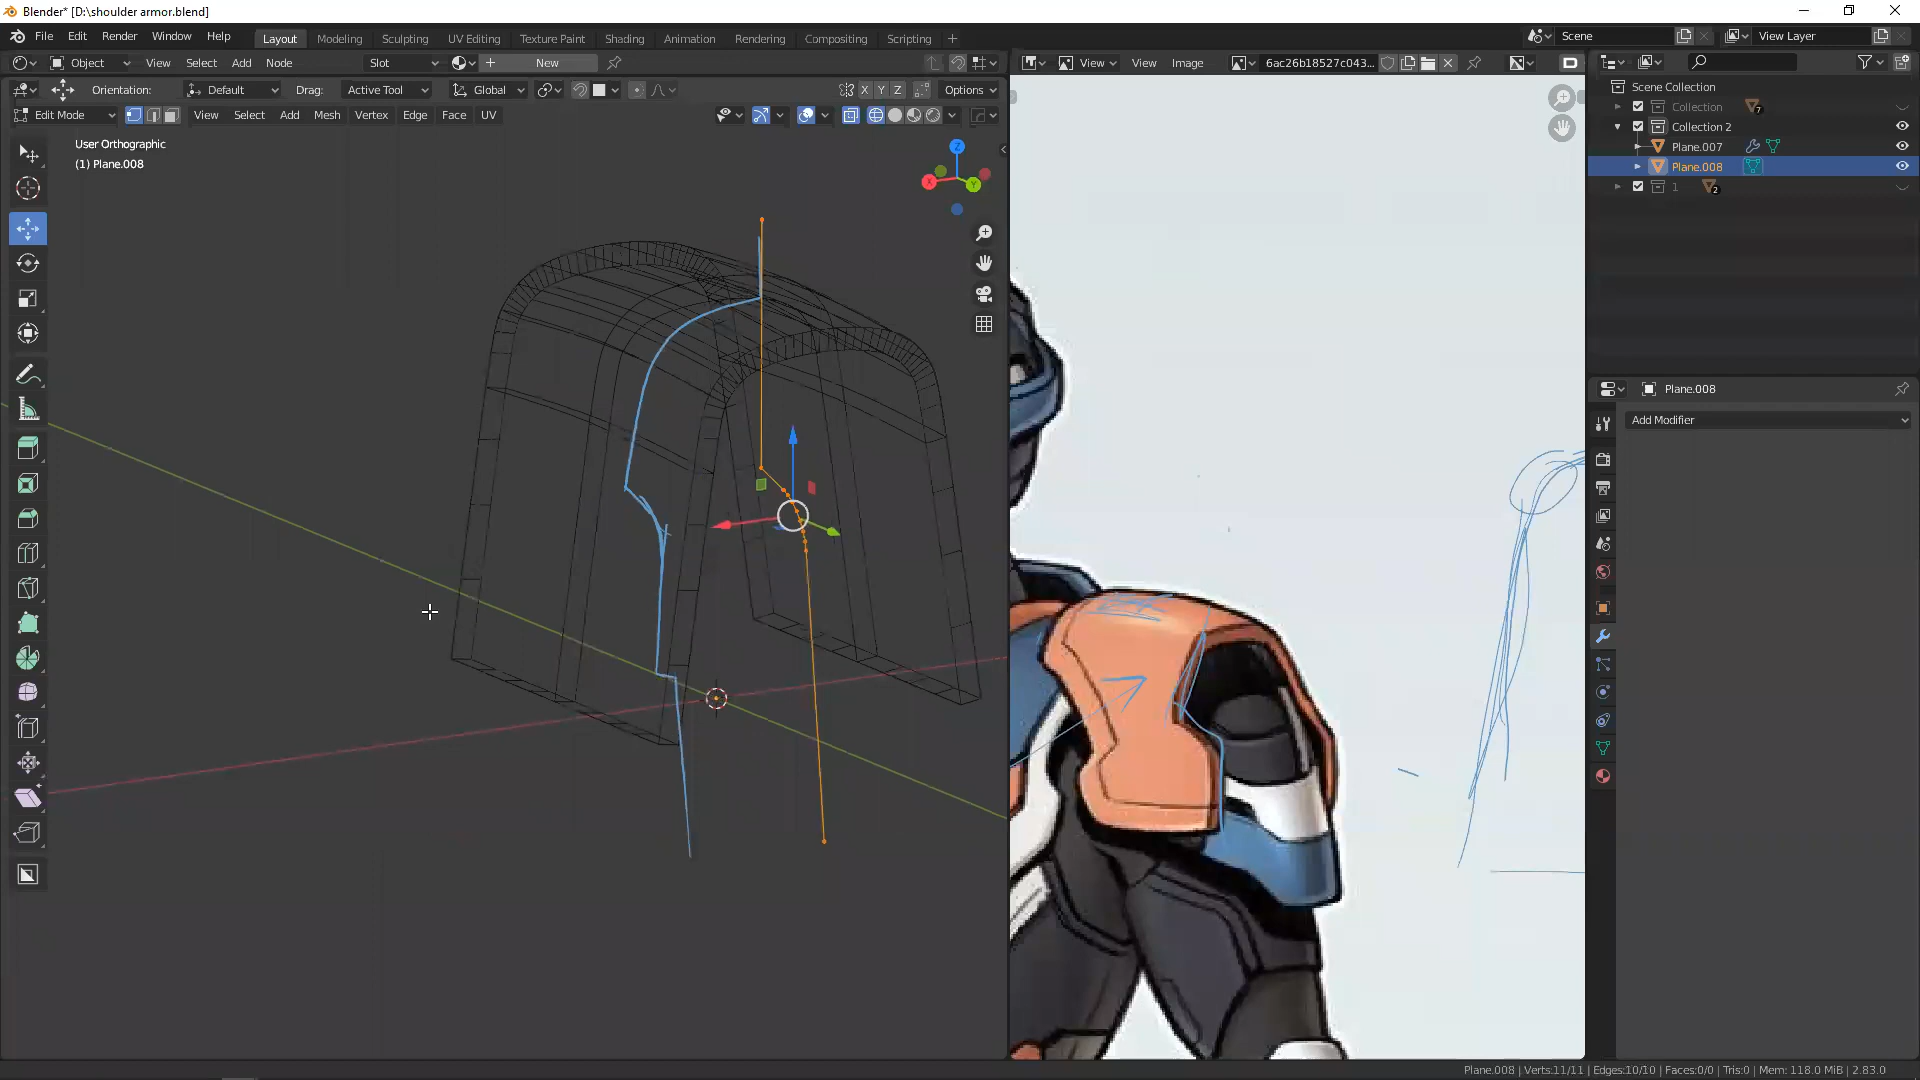 Blender* [D:\shoulder armor.blend]
File Edit Render Window Help
Layout Modeling Sculpting UV Editing Texture Paint Shading Animation Rendering Compositing Scripting
Scene
View Layer
Object View Select Add Node Slot New
View View Image 6ac26b18527c043...
Orientation: Default Drag: Active Tool Global X Y Z Options
Edit Mode View Select Add Mesh Vertex Edge Face UV
User Orthographic
(1) Plane.008
Z
X
Y
Scene Collection
Collection 7
Collection 2
Plane.007
Plane.008
1 2
Plane.008
Add Modifier
Plane.008 | Verts:11/11 | Edges:10/10 | Faces:0/0 | Tris:0 | Mem: 118.0 MiB | 2.83.0